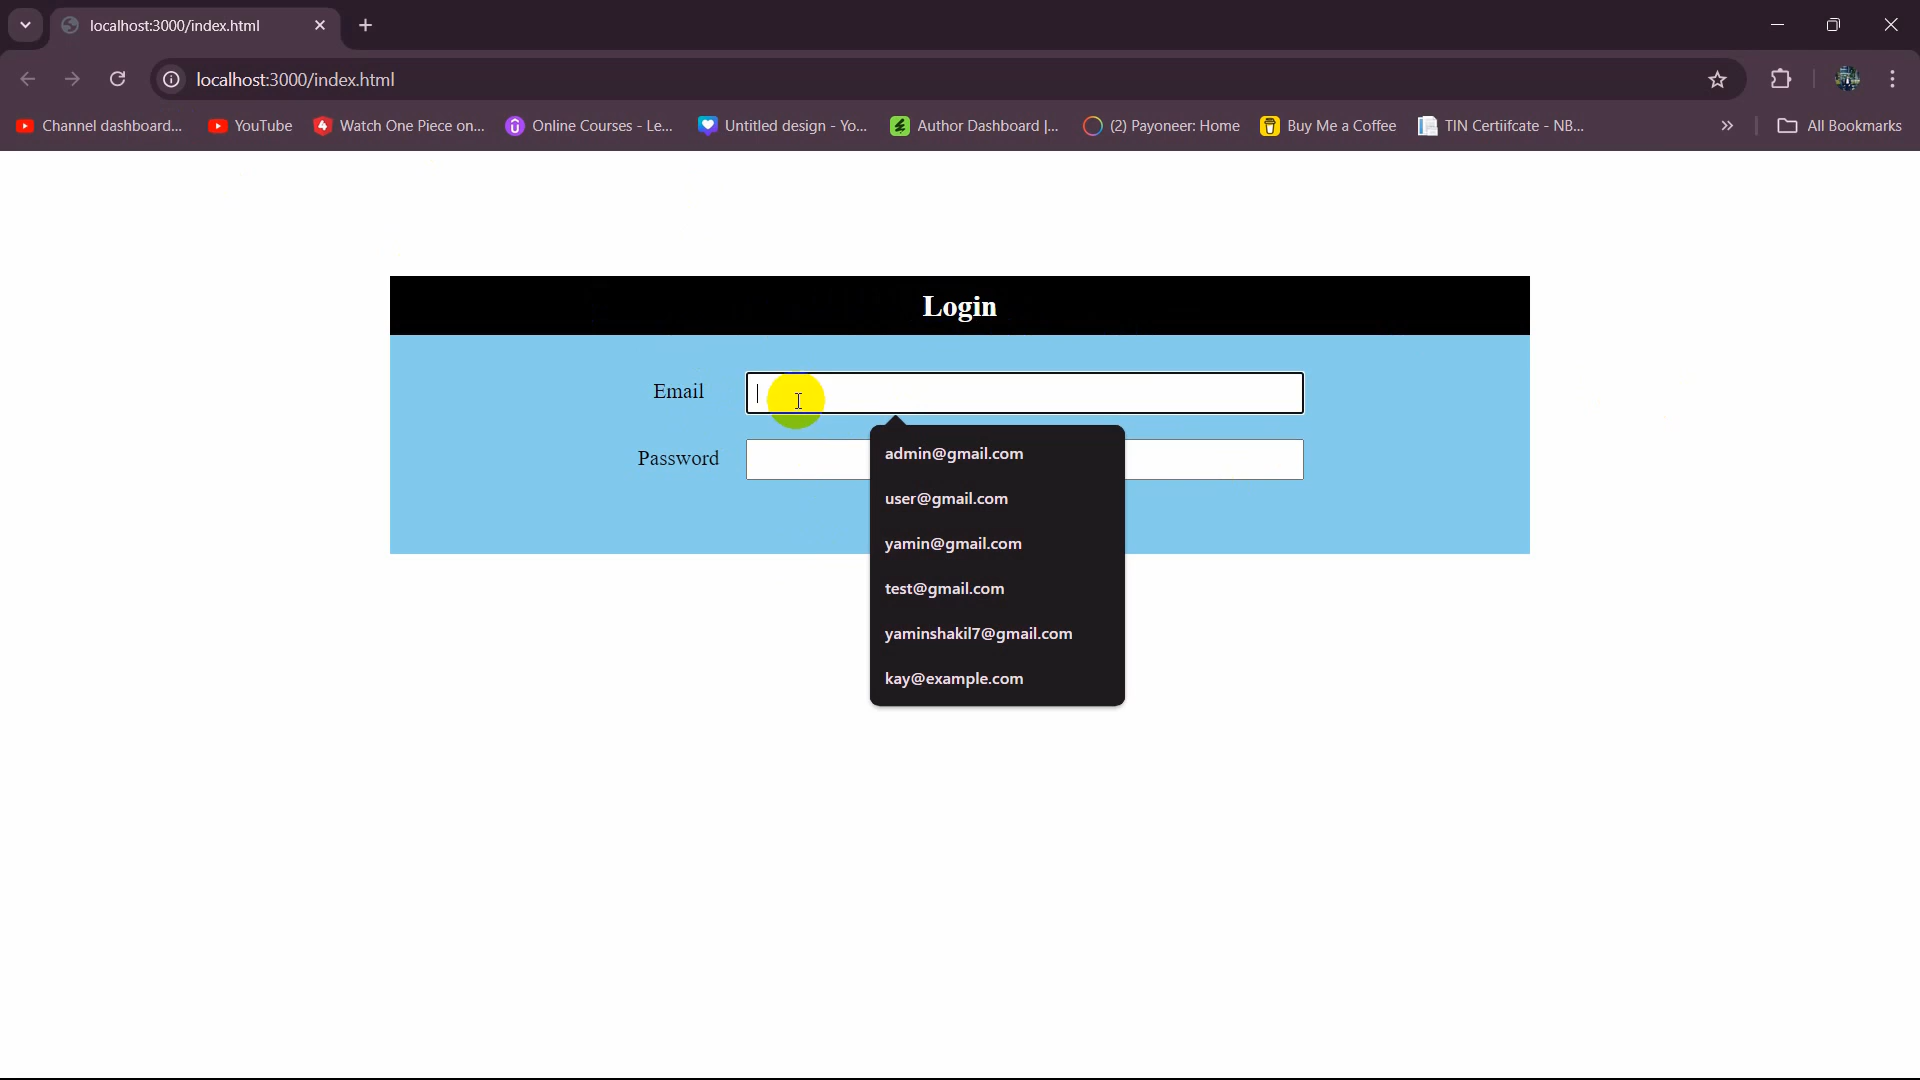 localhost:3000/index.html
localhost:3000/index.html
Channel dashboard... YouTube Watch One Piece on... Online Courses - Le... Untitled design - Yo... Author Dashboard |... (2) Payoneer: Home Buy Me a Coffee TIN Certiifcate - NB... All Bookmarks
Login
Email
Password
admin@gmail.com
user@gmail.com
yamin@gmail.com
test@gmail.com
yaminshakil7@gmail.com
kay@example.com